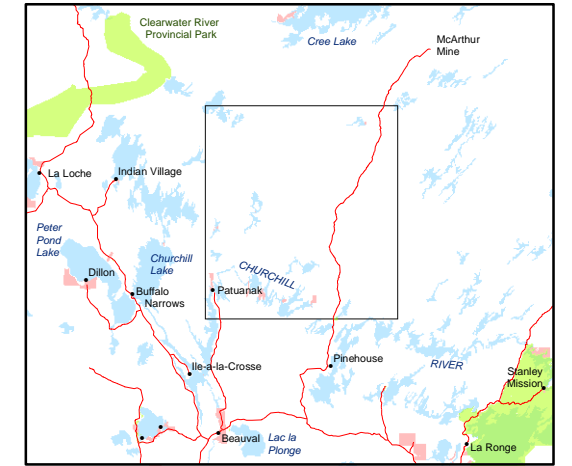 Clearwater River
Provincial Park
Cree Lake
McArthur
Mine
La Loche
Indian Village
Peter
Pond
Lake
Churchill
Lake
CHURCHILL
Dillon
Buffalo
Narrows
Patuanak
Ile-a-la-Crosse
Pinehouse
RIVER
Stanley
Mission
Beauval
Lac la
Plonge
La Ronge